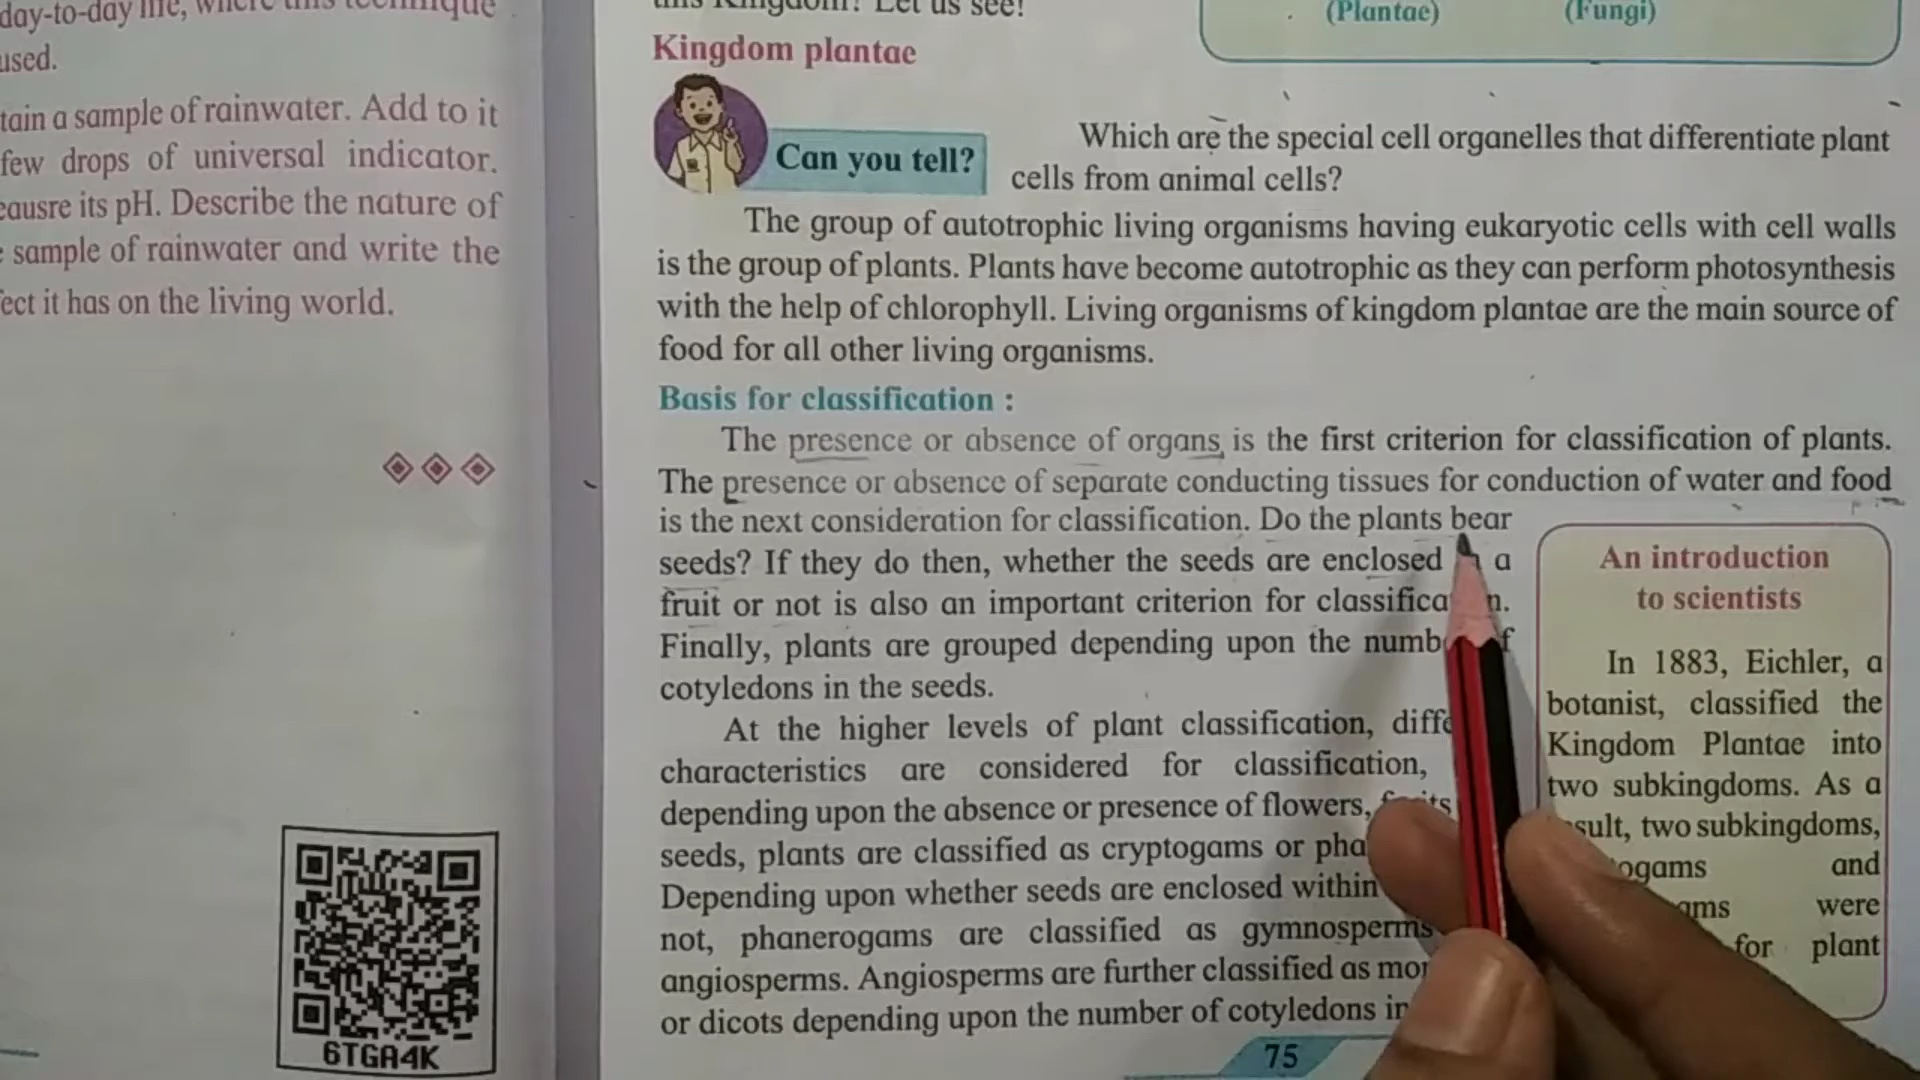 day-to-day life, where this technique
used.
tain a sample of rainwater. Add to it
few drops of universal indicator.
eausre its pH. Describe the nature of
sample of rainwater and write the
ect it has on the living world.
6TGA4K
this Kingdom? Let us see!
(Plantae) (Fungi)
Kingdom plantae
Can you tell?
Which are the special cell organelles that differentiate plant
cells from animal cells?
The group of autotrophic living organisms having eukaryotic cells with cell walls
is the group of plants. Plants have become autotrophic as they can perform photosynthesis
with the help of chlorophyll. Living organisms of kingdom plantae are the main source of
food for all other living organisms.
Basis for classification :
The presence or absence of organs is the first criterion for classification of plants.
The presence or absence of separate conducting tissues for conduction of water and food
is the next consideration for classification. Do the plants bear
seeds? If they do then, whether the seeds are enclosed a
fruit or not is also an important criterion for
Finally, plants are grouped depending upon the
cotyledons in the seeds.
At the higher levels of plant classification,
characteristics are considered for classification,
depending upon the absence or presence of flowers,
seeds, plants are classified as cryptogams or
Depending upon whether seeds are enclosed within
not, phanerogams are classified as gymnosperms
angiosperms. Angiosperms are further classified as
or dicots depending upon the number of cotyledons
An introduction
to scientists
In 1883, Eichler, a
botanist, classified the
Kingdom Plantae into
two subkingdoms. As a
sult, two subkingdoms,
ogams and
ams were
for plant
75